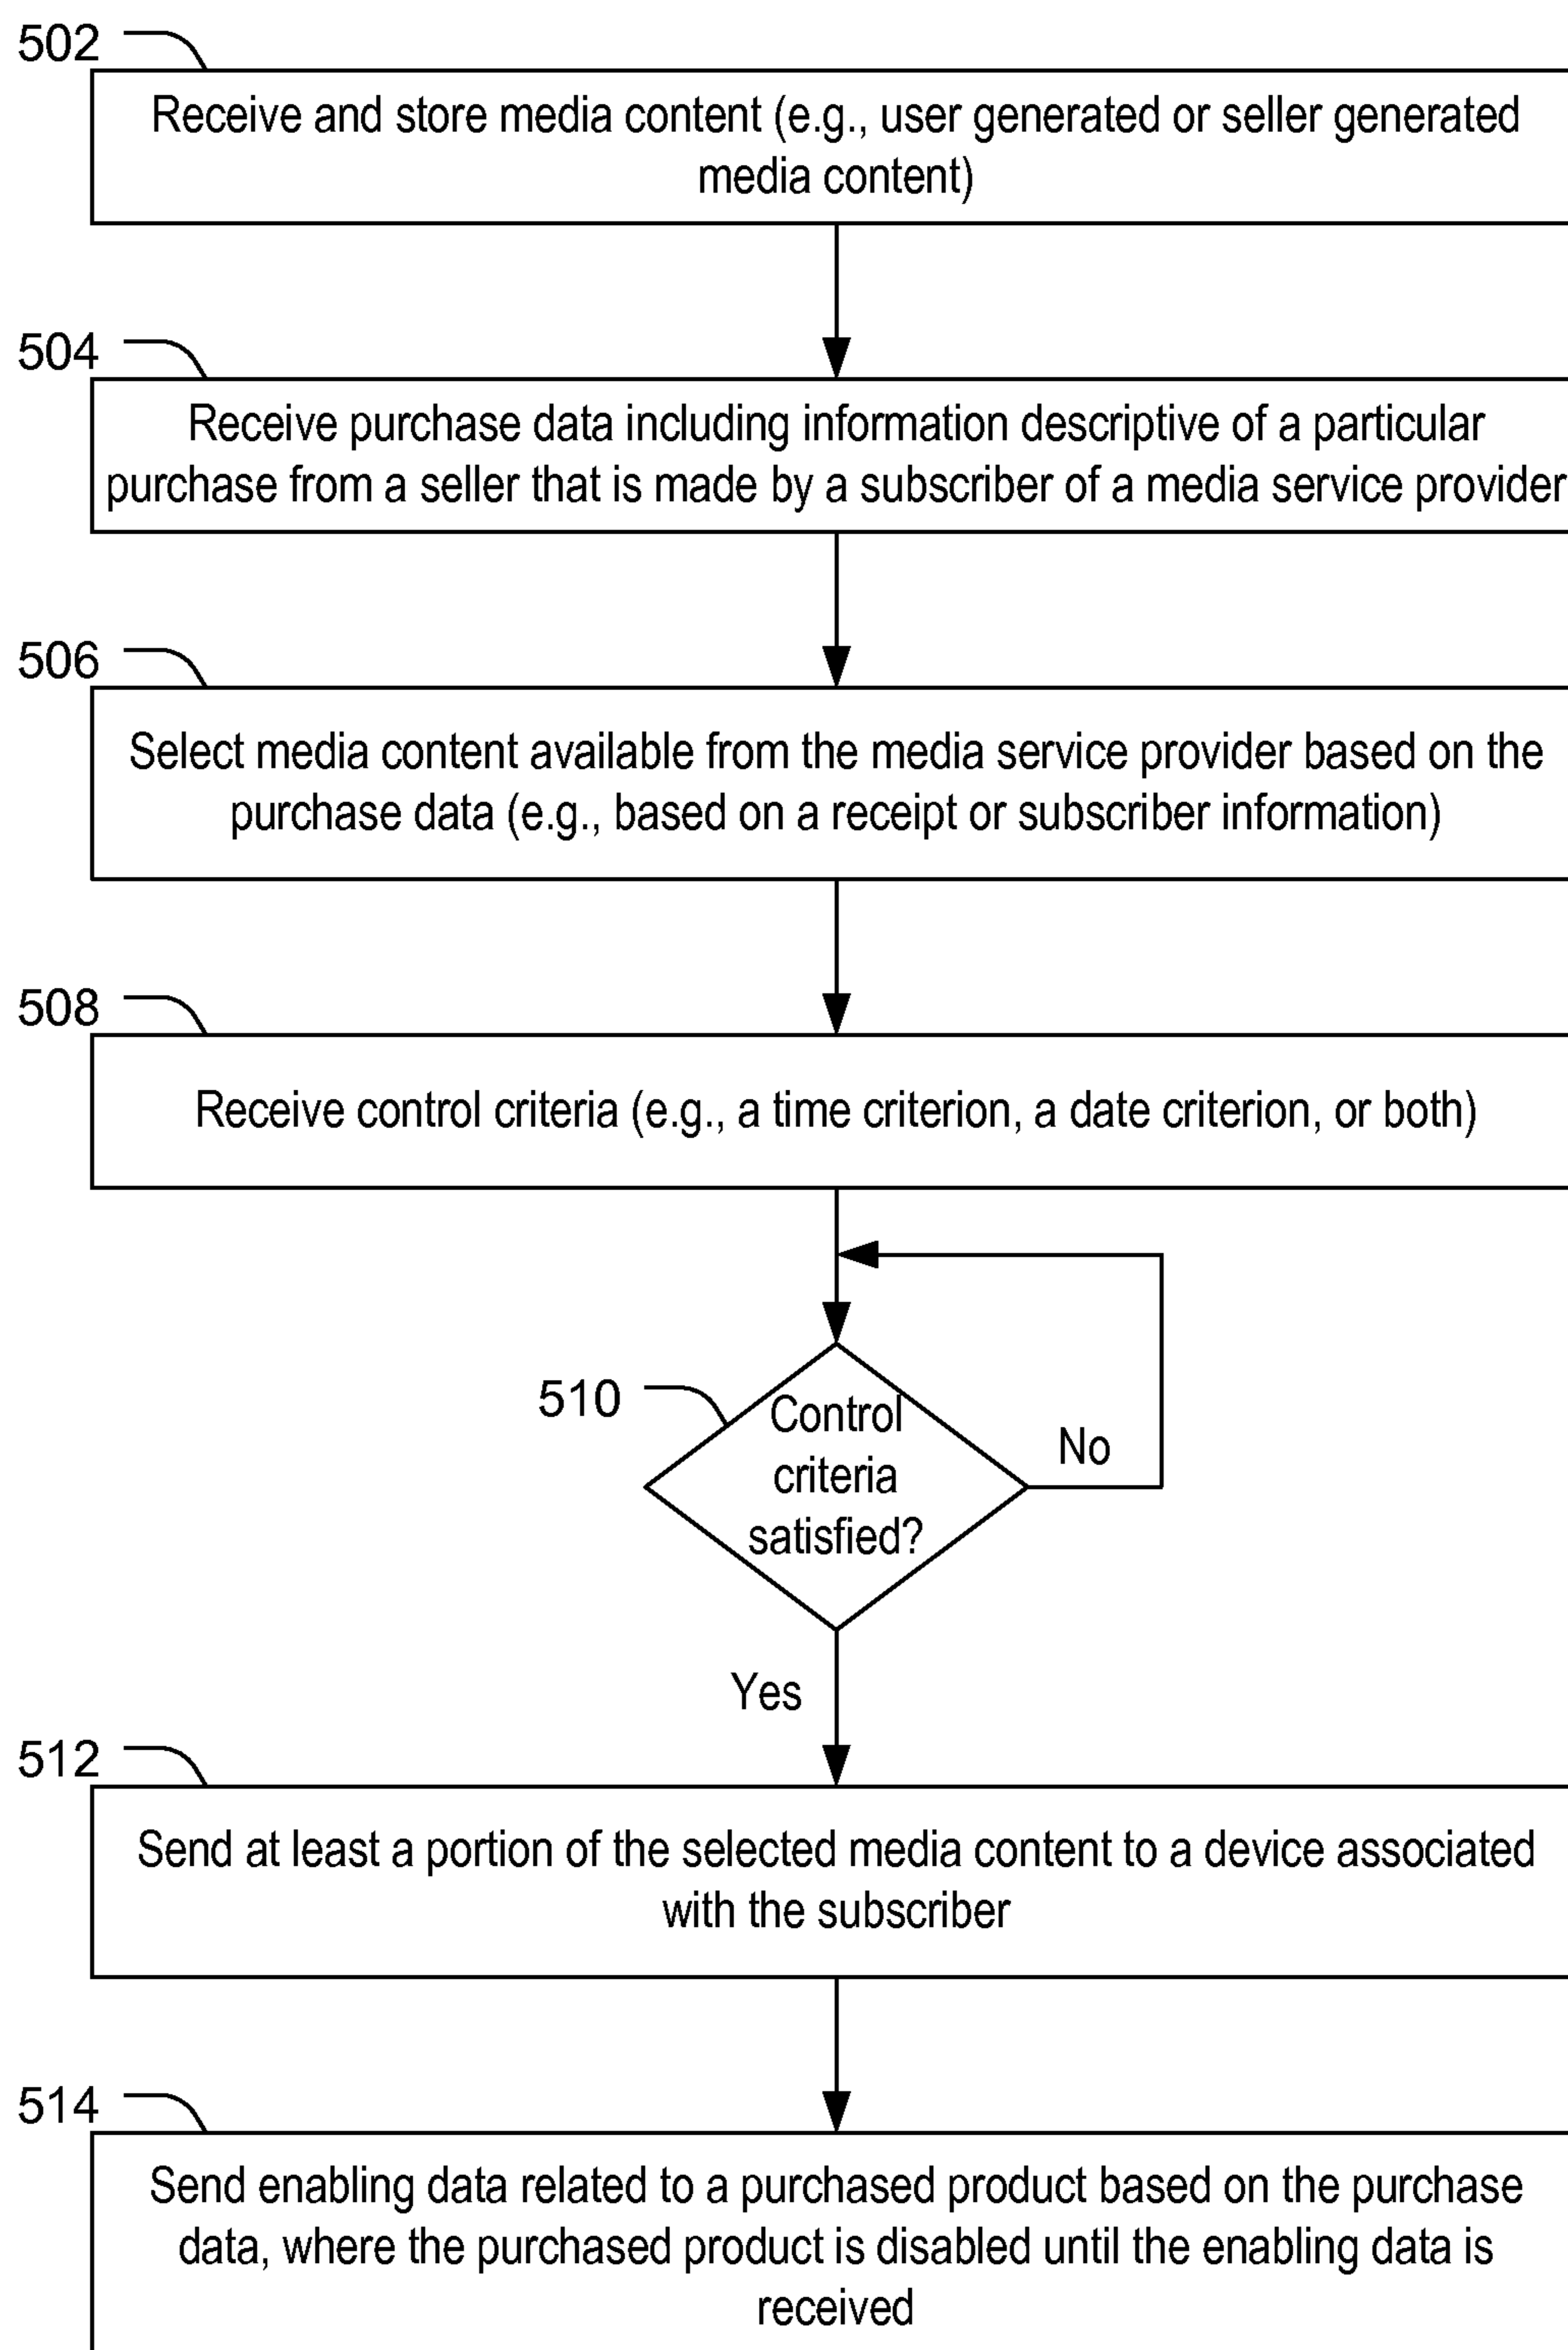 502
Receive and store media content (e.g., user generated or seller generated
media content)
504
Receive purchase data including information descriptive of a particular
purchase from a seller that is made by a subscriber of a media service provider
506
Select media content available from the media service provider based on the
purchase data (e.g., based on a receipt or subscriber information)
508
Receive control criteria (e.g., a time criterion, a date criterion, or both)
510
Control
criteria
satisfied?
No
Yes
512
Send at least a portion of the selected media content to a device associated
with the subscriber
514
Send enabling data related to a purchased product based on the purchase
data, where the purchased product is disabled until the enabling data is
received